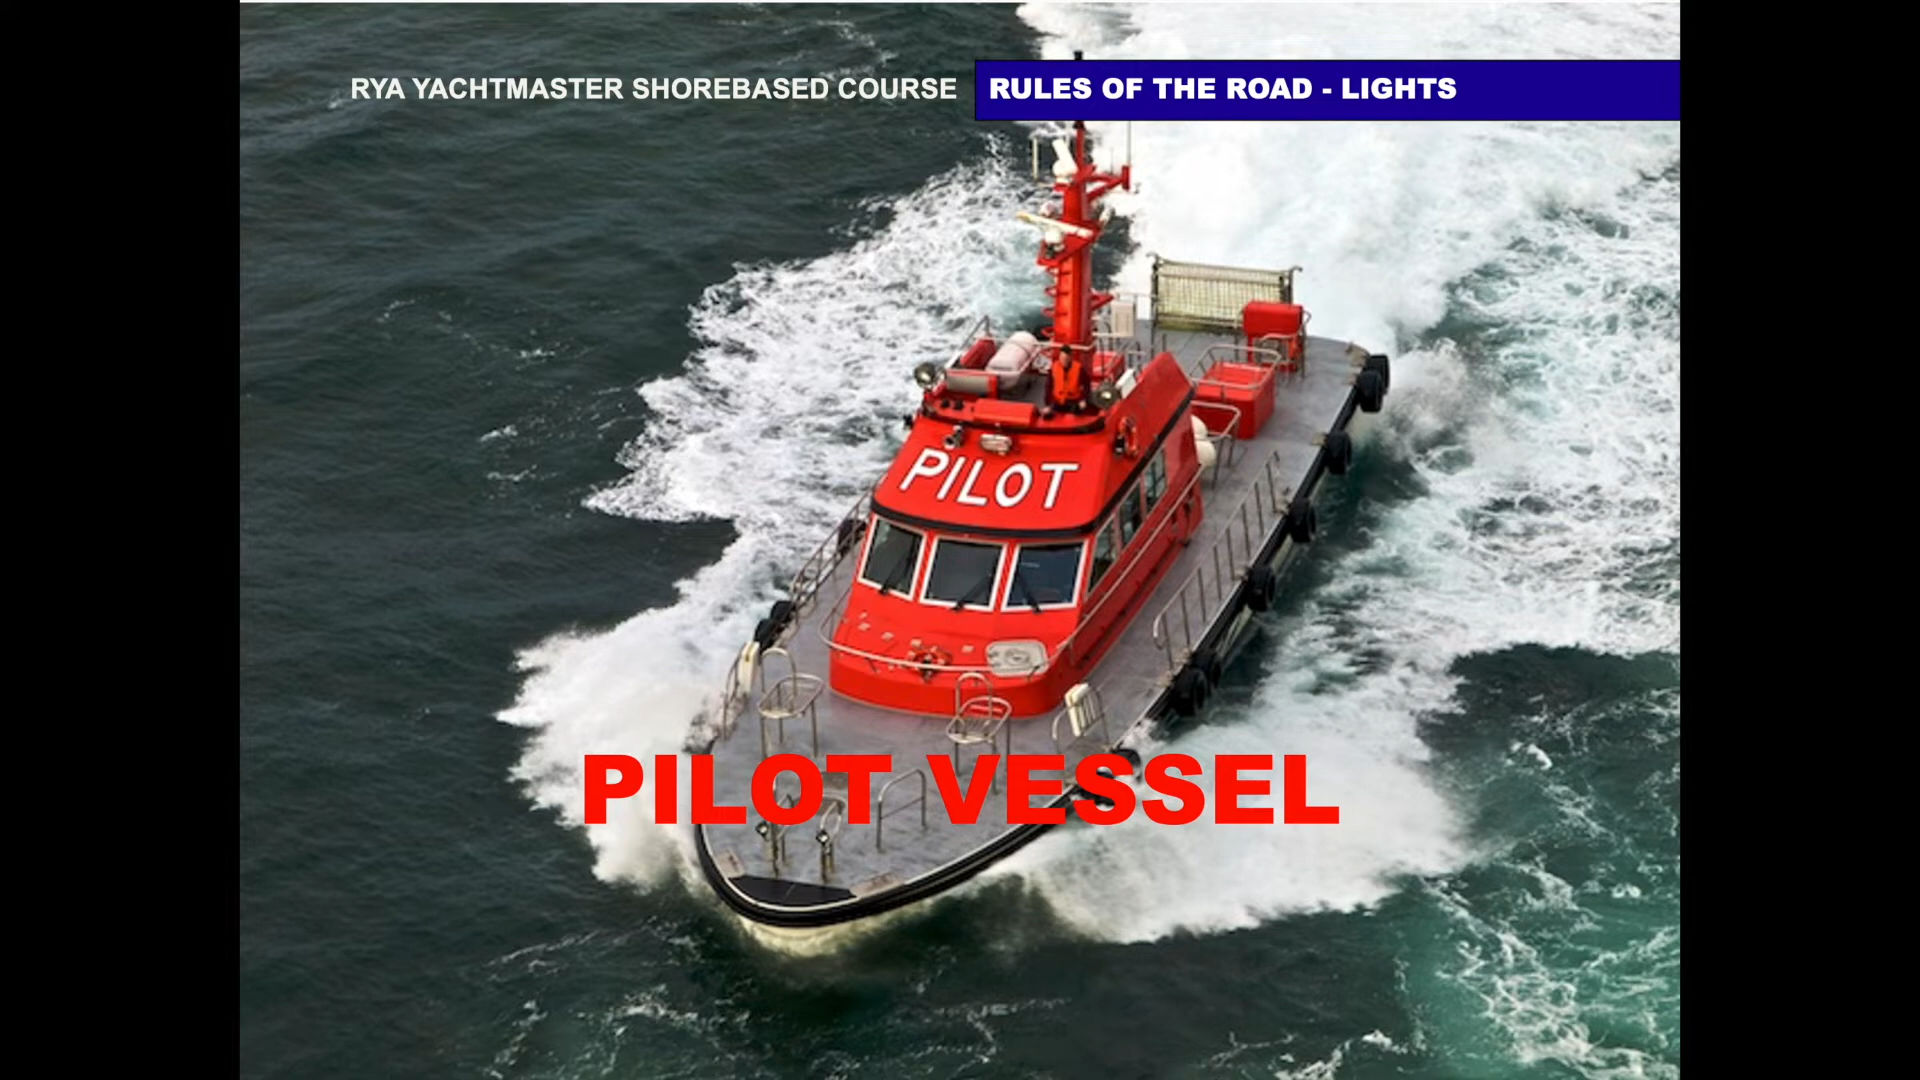 RYA YACHTMASTER SHOREBASED COURSE RULES OF THE ROAD - LIGHTS
PILOT
PILOT VESSEL